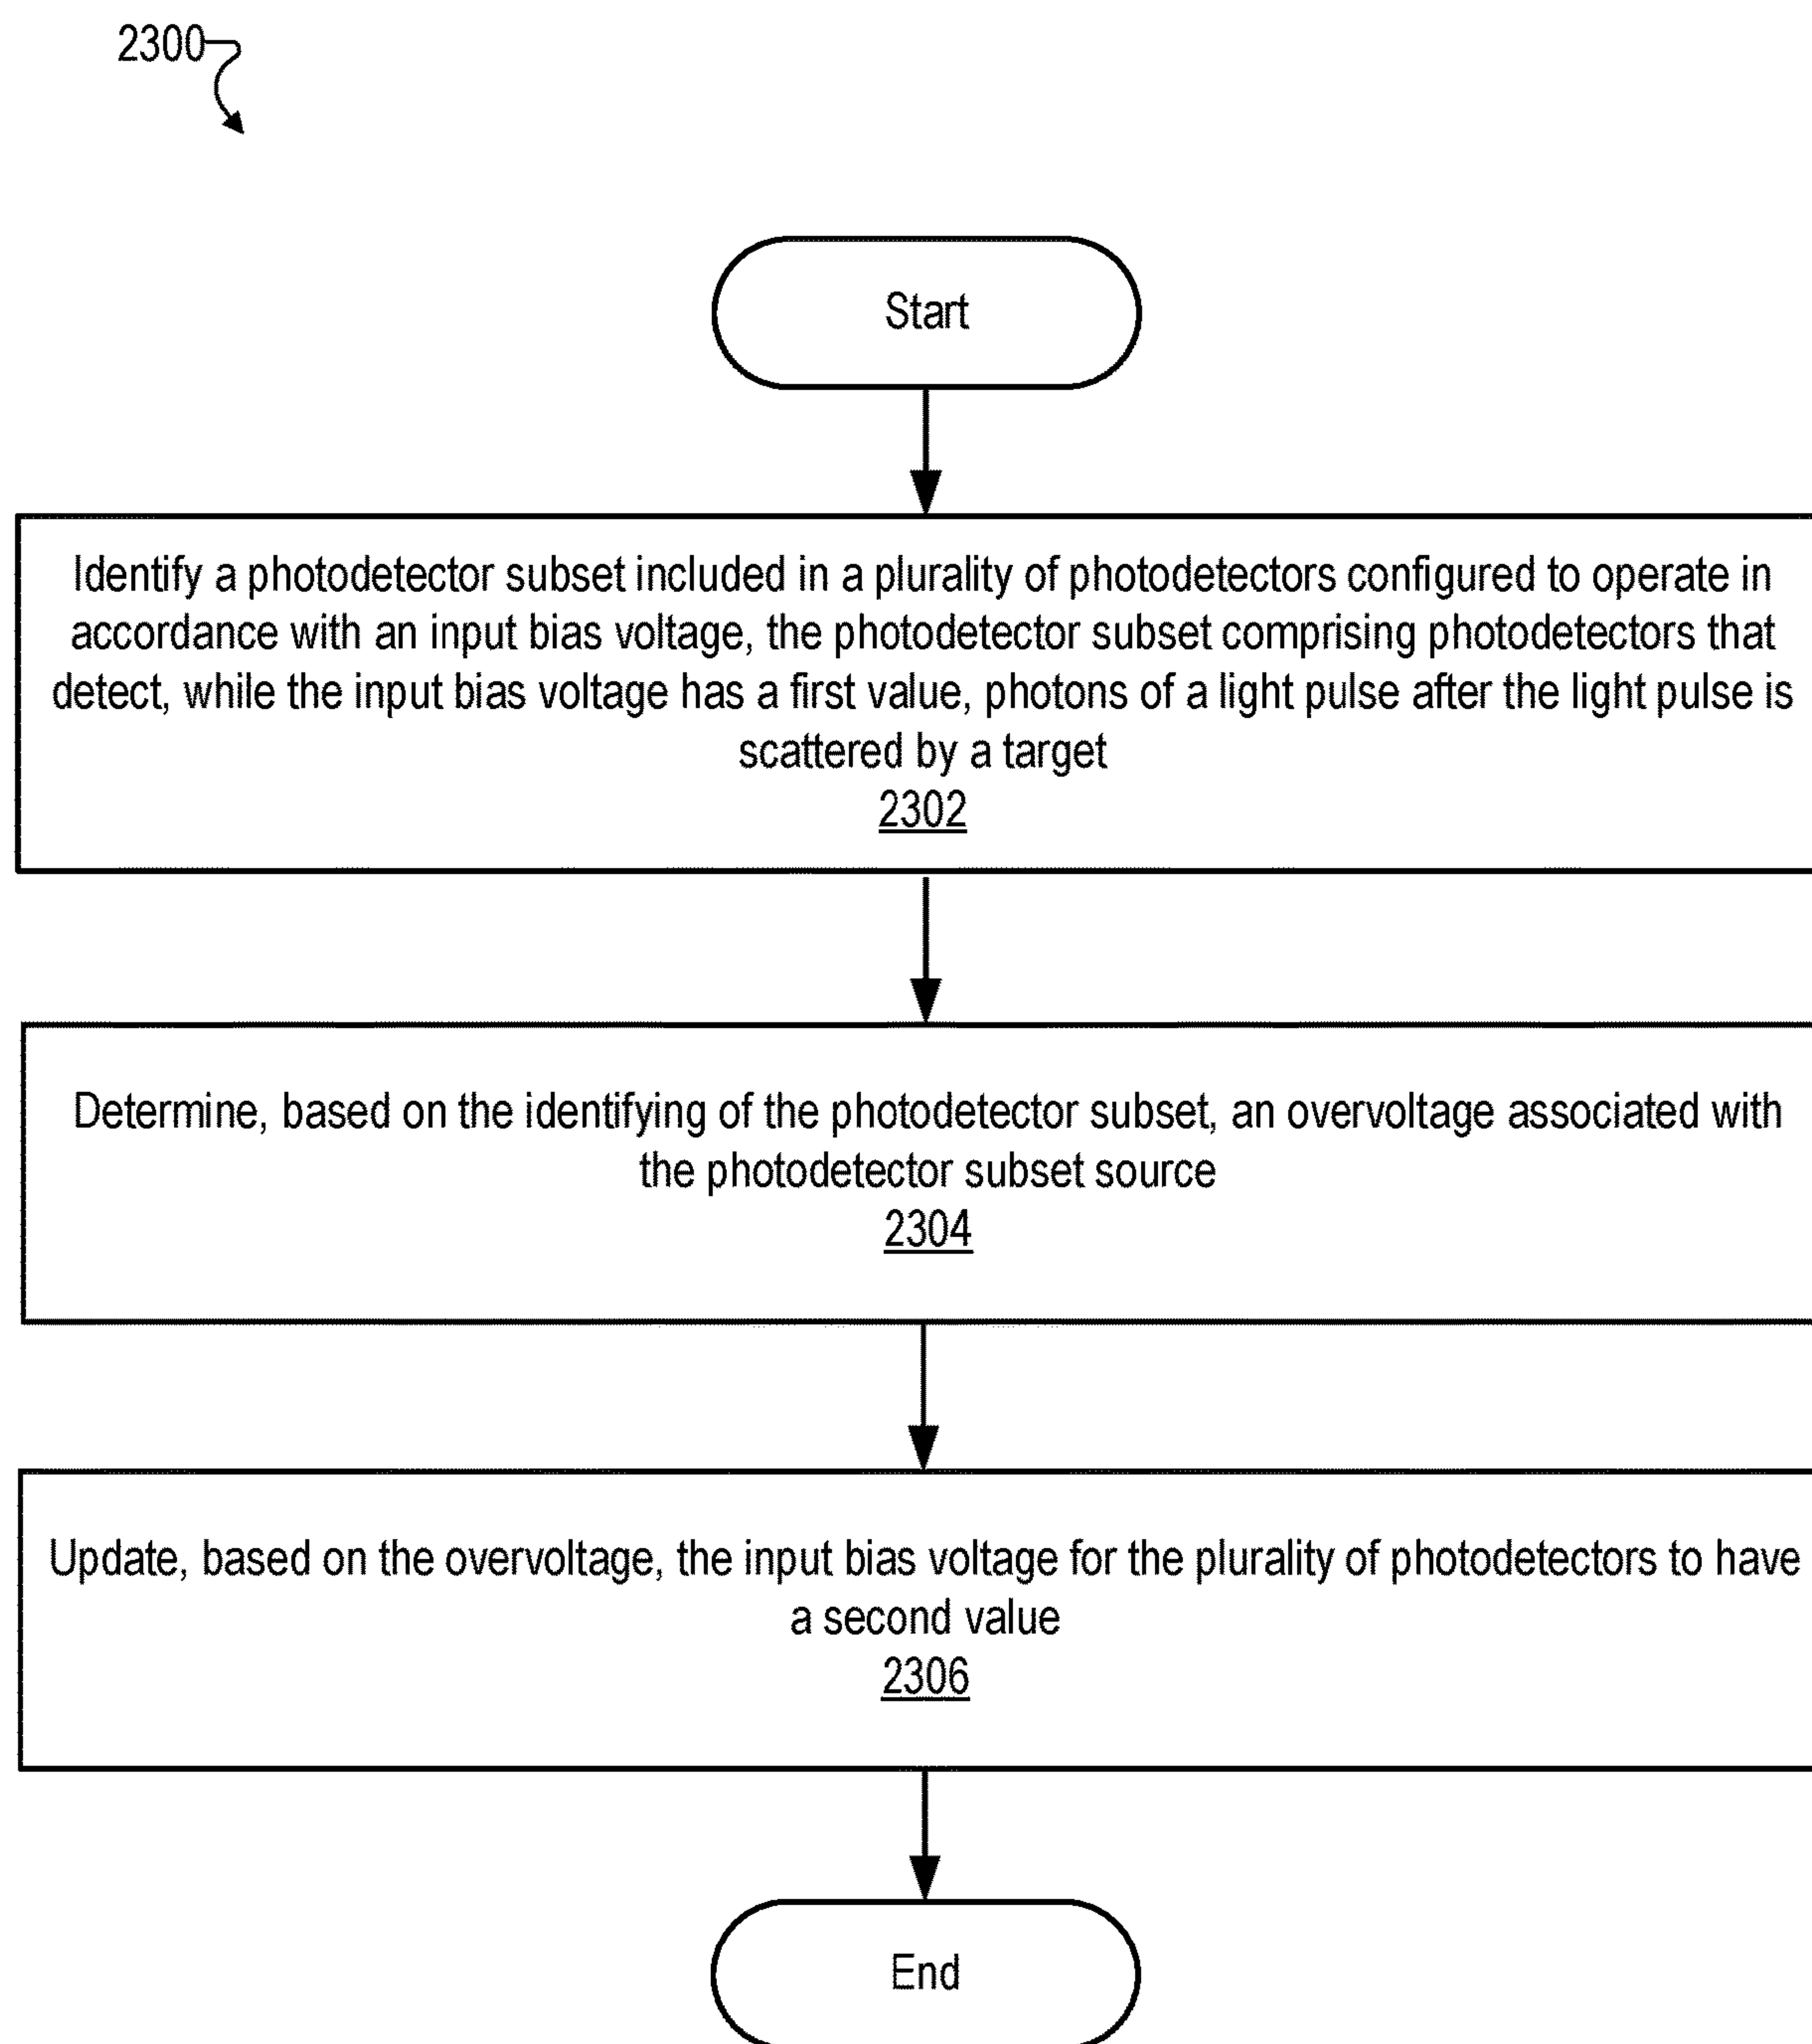 2300
Start
Identify a photodetector subset included in a plurality of photodetectors configured to operate in
accordance with an input bias voltage, the photodetector subset comprising photodetectors that
detect, while the input bias voltage has a first value, photons of a light pulse after the light pulse is
scattered by a target
2302
Determine, based on the identifying of the photodetector subset, an overvoltage associated with
the photodetector subset source
2304
Update, based on the overvoltage, the input bias voltage for the plurality of photodetectors to have
a second value
2306
End